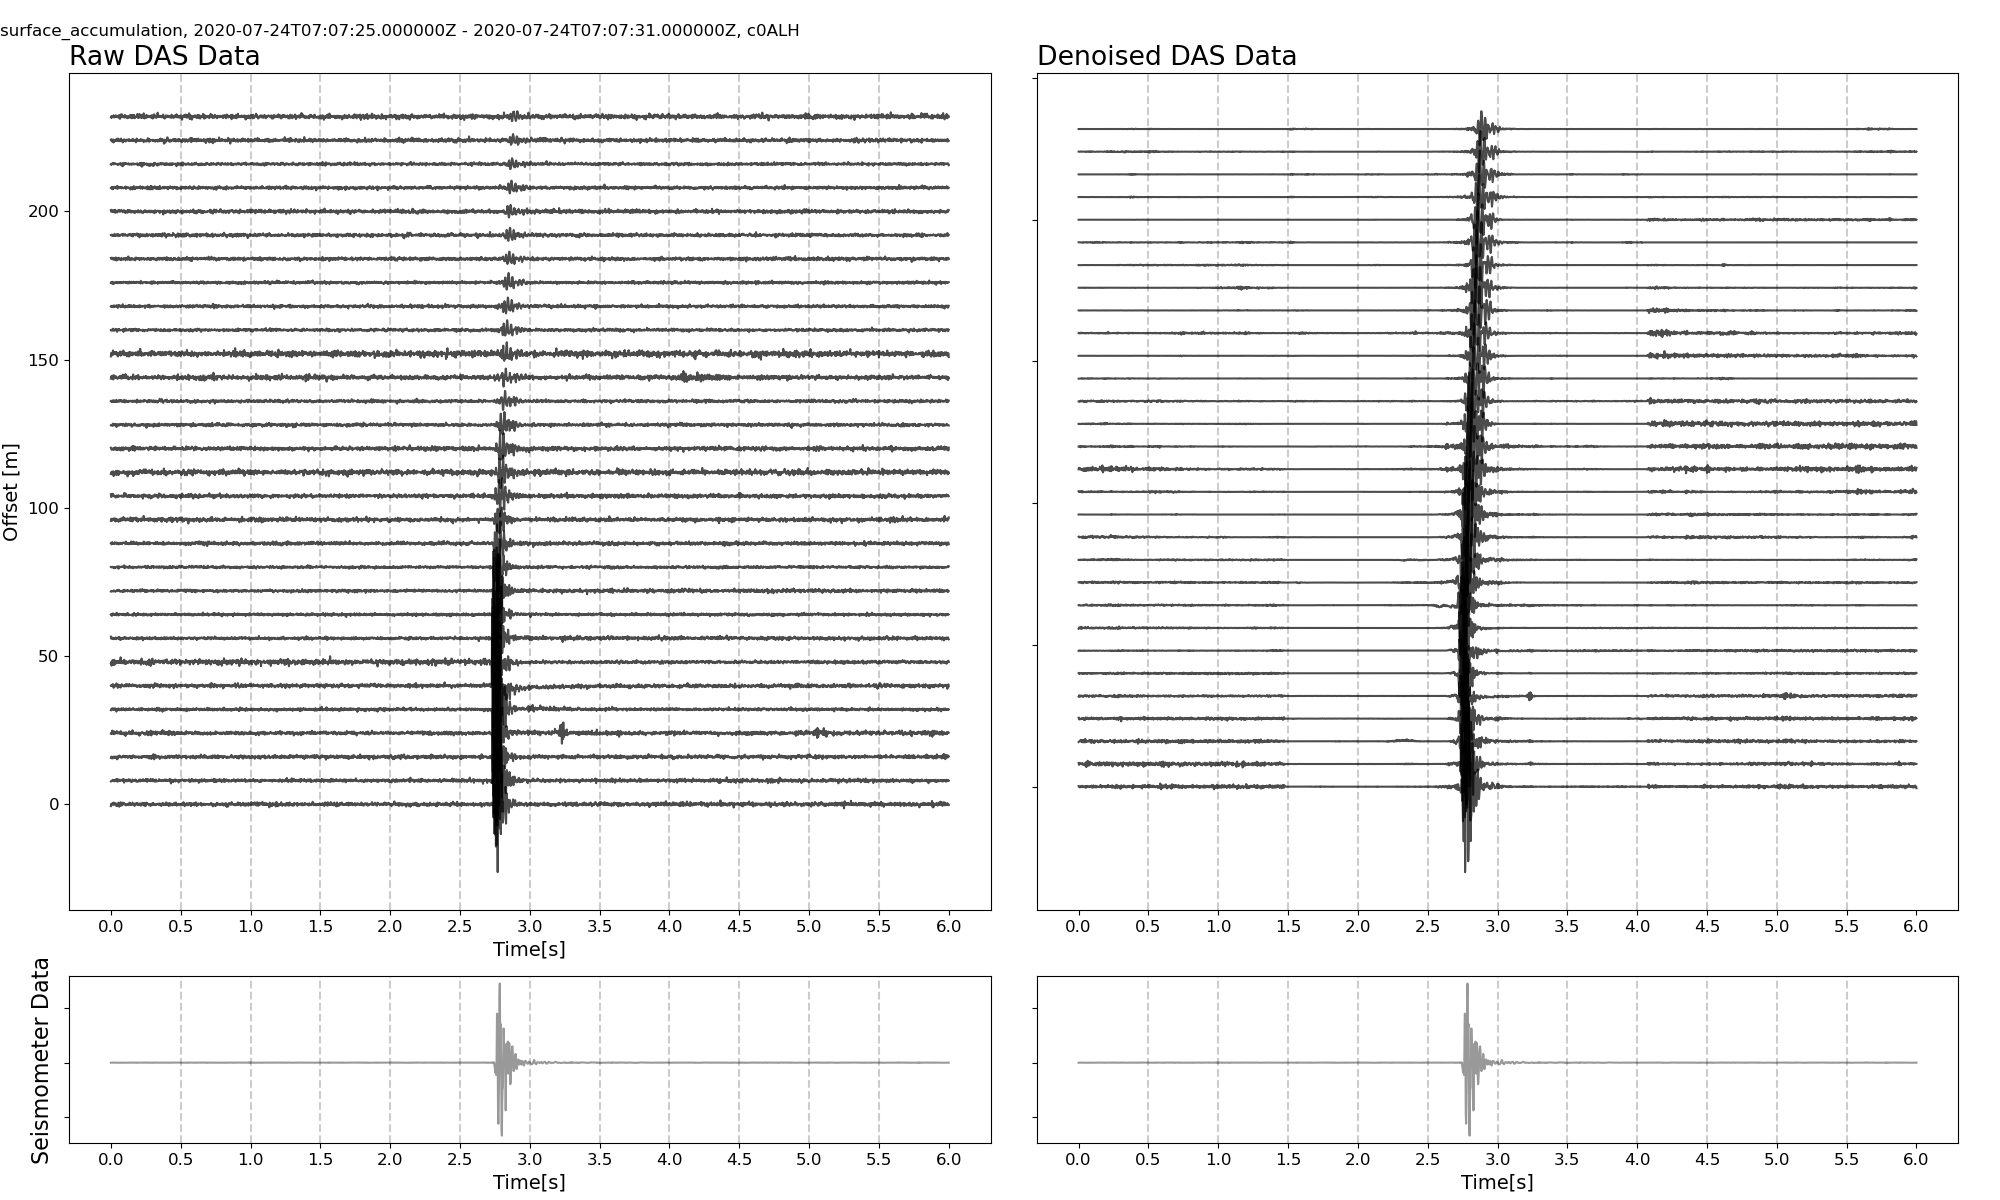 surface_accumulation, 2020-07-24T07:07:25.000000Z - 2020-07-24T07:07:31.000000Z, c0ALH
Raw DAS Data
Denoised DAS Data
Offset [m]
200
150
100
50
0
0.0 0.5 1.0 1.5 2.0 2.5 3.0 3.5 4.0 4.5 5.0 5.5 6.0
Time[s]
0.0 0.5 1.0 1.5 2.0 2.5 3.0 3.5 4.0 4.5 5.0 5.5 6.0
Seismometer Data
0.0 0.5 1.0 1.5 2.0 2.5 3.0 3.5 4.0 4.5 5.0 5.5 6.0
Time[s]
0.0 0.5 1.0 1.5 2.0 2.5 3.0 3.5 4.0 4.5 5.0 5.5 6.0
Time[s]